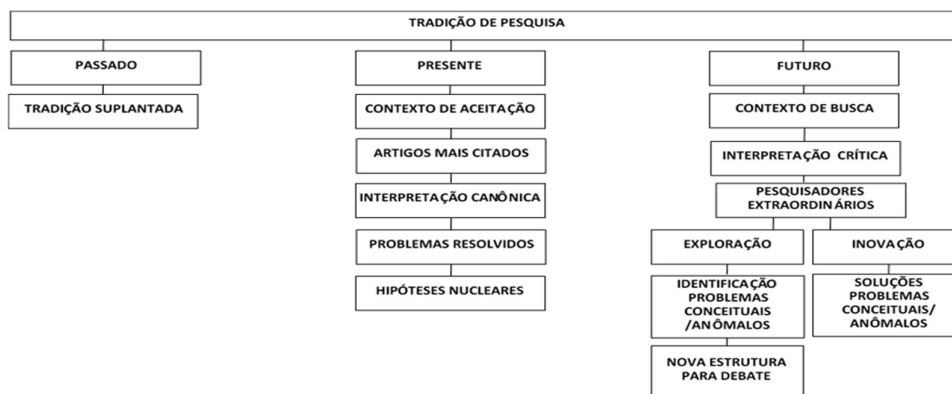 TRADIÇÃO DE PESQUISA
PASSADO
PRESENTE
FUTURO
TRADIÇÃO SUPLANTADA
CONTEXTO DE ACEITAÇÃO
CONTEXTO DE BUSCA
ARTIGOS MAIS CITADOS
INTERPRETAÇÃO CRÍTICA
INTERPRETAÇÃO CANÔNICA
PESQUISADORES
EXTRAORDINÁRIOS
PROBLEMAS RESOLVIDOS
EXPLORAÇÃO
INOVAÇÃO
HIPÓTESES NUCLEARES
IDENTIFICAÇÃO
PROBLEMAS
CONCEITUAIS
/ANÔMALOS
SOLUÇÕES
PROBLEMAS
CONCEITUAIS/
ANÔMALOS
NOVA ESTRUTURA
PARA DEBATE